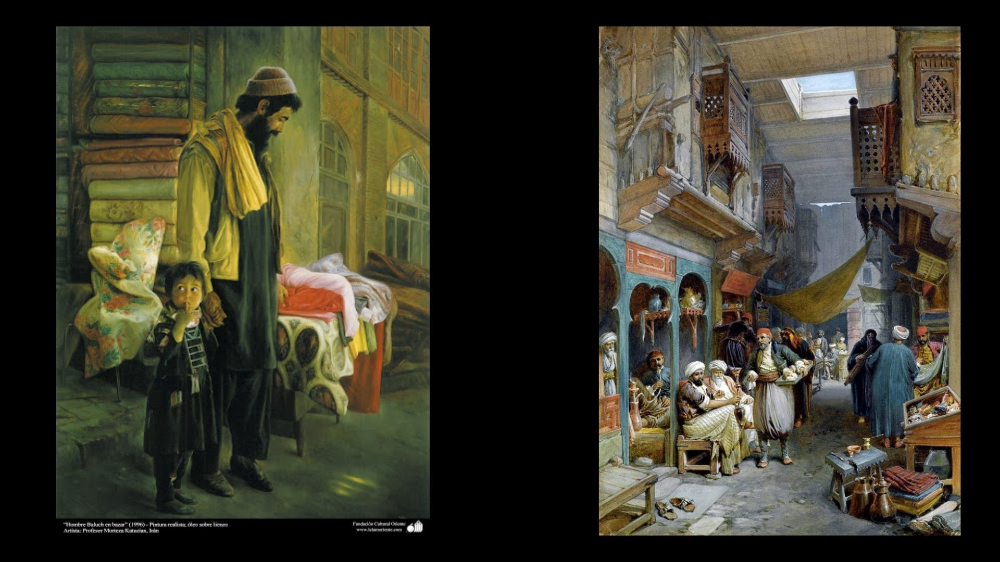 "Hombre Baluch en bazar" (1996) - Pintura realista; óleo sobre lienzo
Artista: Profesor Morteza Katuzian, Irán
Fundación Cultural Oriente
www.islamoriente.com